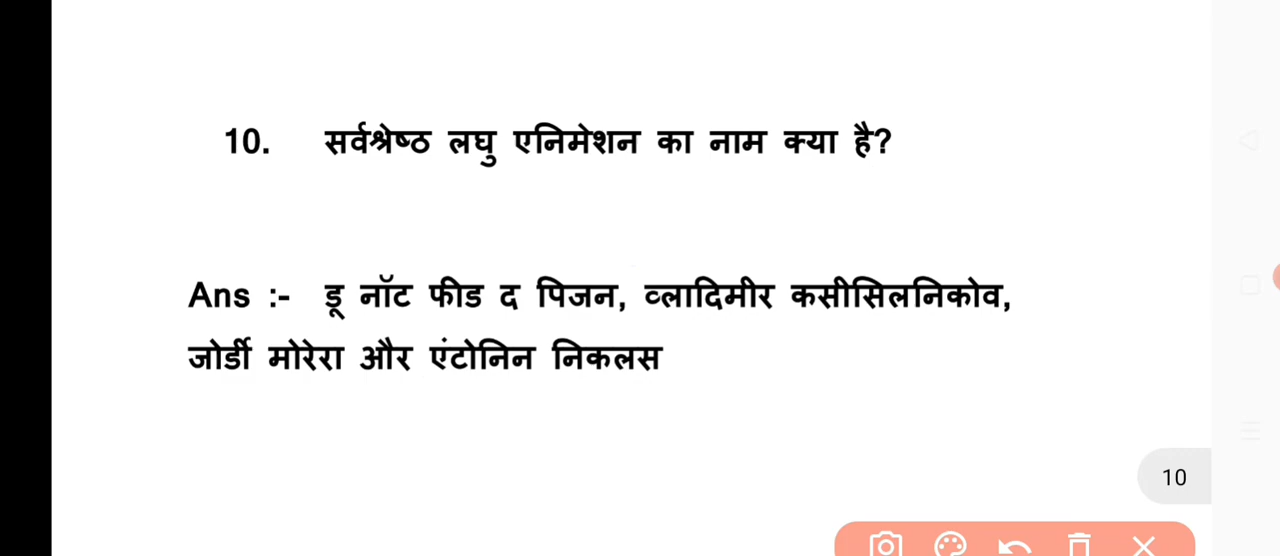 10. सर्वश्रेष्ठ लघु एनिमेशन का नाम क्या है?
Ans :- डू नॉट फीड द पिजन, व्लादिमीर कसीसिलनिकोव,
जोर्डी मोरेरा और एंटोनिन निकलस
10